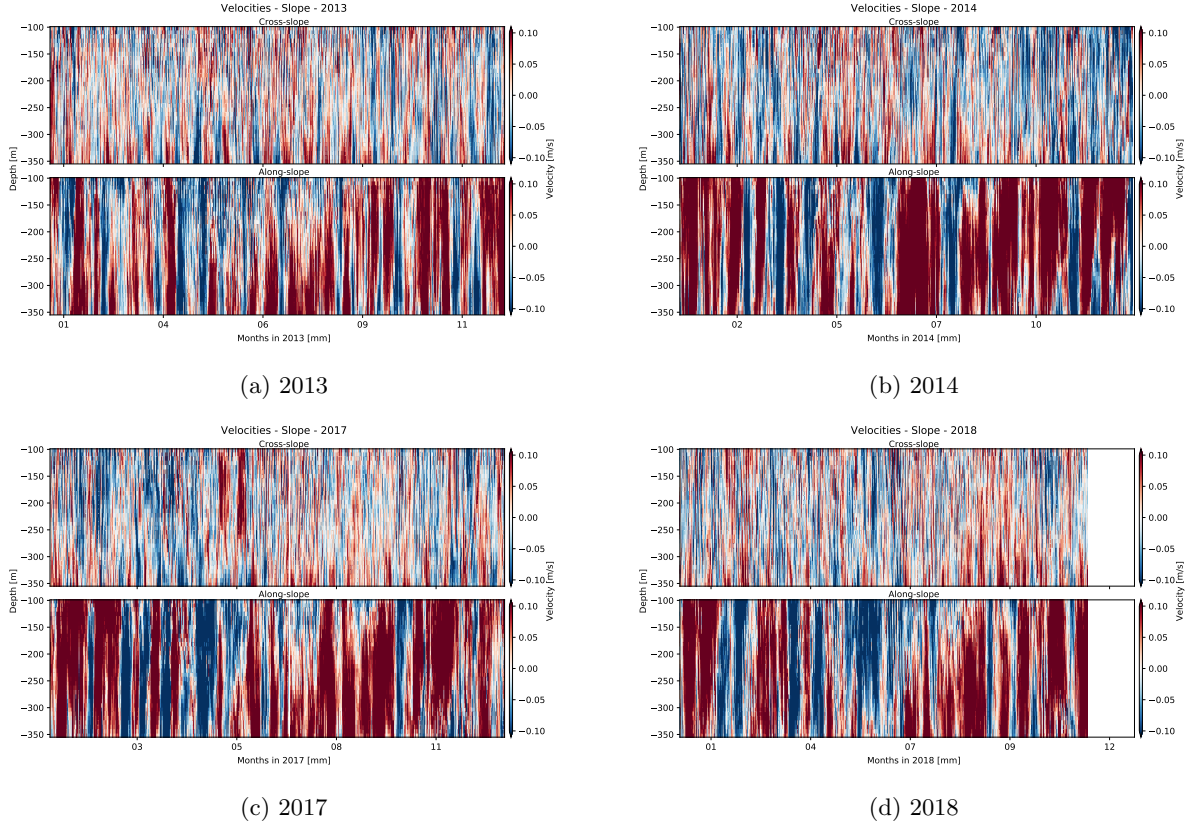 Velocities - Slope - 2013
Cross-slope
−100
−150
−200
−250
−300
−350
0.10
0.05
0.00
−0.05
−0.10
Along-slope
−100
−150
−200
−250
−300
−350
0.10
0.05
0.00
−0.05
−0.10
Depth [m]
Velocity [m/s]
01 04 06 09 11
Months in 2013 [mm]
(a) 2013
Velocities - Slope - 2014
Cross-slope
−100
−150
−200
−250
−300
−350
0.10
0.05
0.00
−0.05
−0.10
Along-slope
−100
−150
−200
−250
−300
−350
0.10
0.05
0.00
−0.05
−0.10
Depth [m]
Velocity [m/s]
02 05 07 10
Months in 2014 [mm]
(b) 2014
Velocities - Slope - 2017
Cross-slope
−100
−150
−200
−250
−300
−350
0.10
0.05
0.00
−0.05
−0.10
Along-slope
−100
−150
−200
−250
−300
−350
0.10
0.05
0.00
−0.05
−0.10
Depth [m]
Velocity [m/s]
03 05 08 11
Months in 2017 [mm]
(c) 2017
Velocities - Slope - 2018
Cross-slope
−100
−150
−200
−250
−300
−350
0.10
0.05
0.00
−0.05
−0.10
Along-slope
−100
−150
−200
−250
−300
−350
0.10
0.05
0.00
−0.05
−0.10
Depth [m]
Velocity [m/s]
01 04 07 09 12
Months in 2018 [mm]
(d) 2018